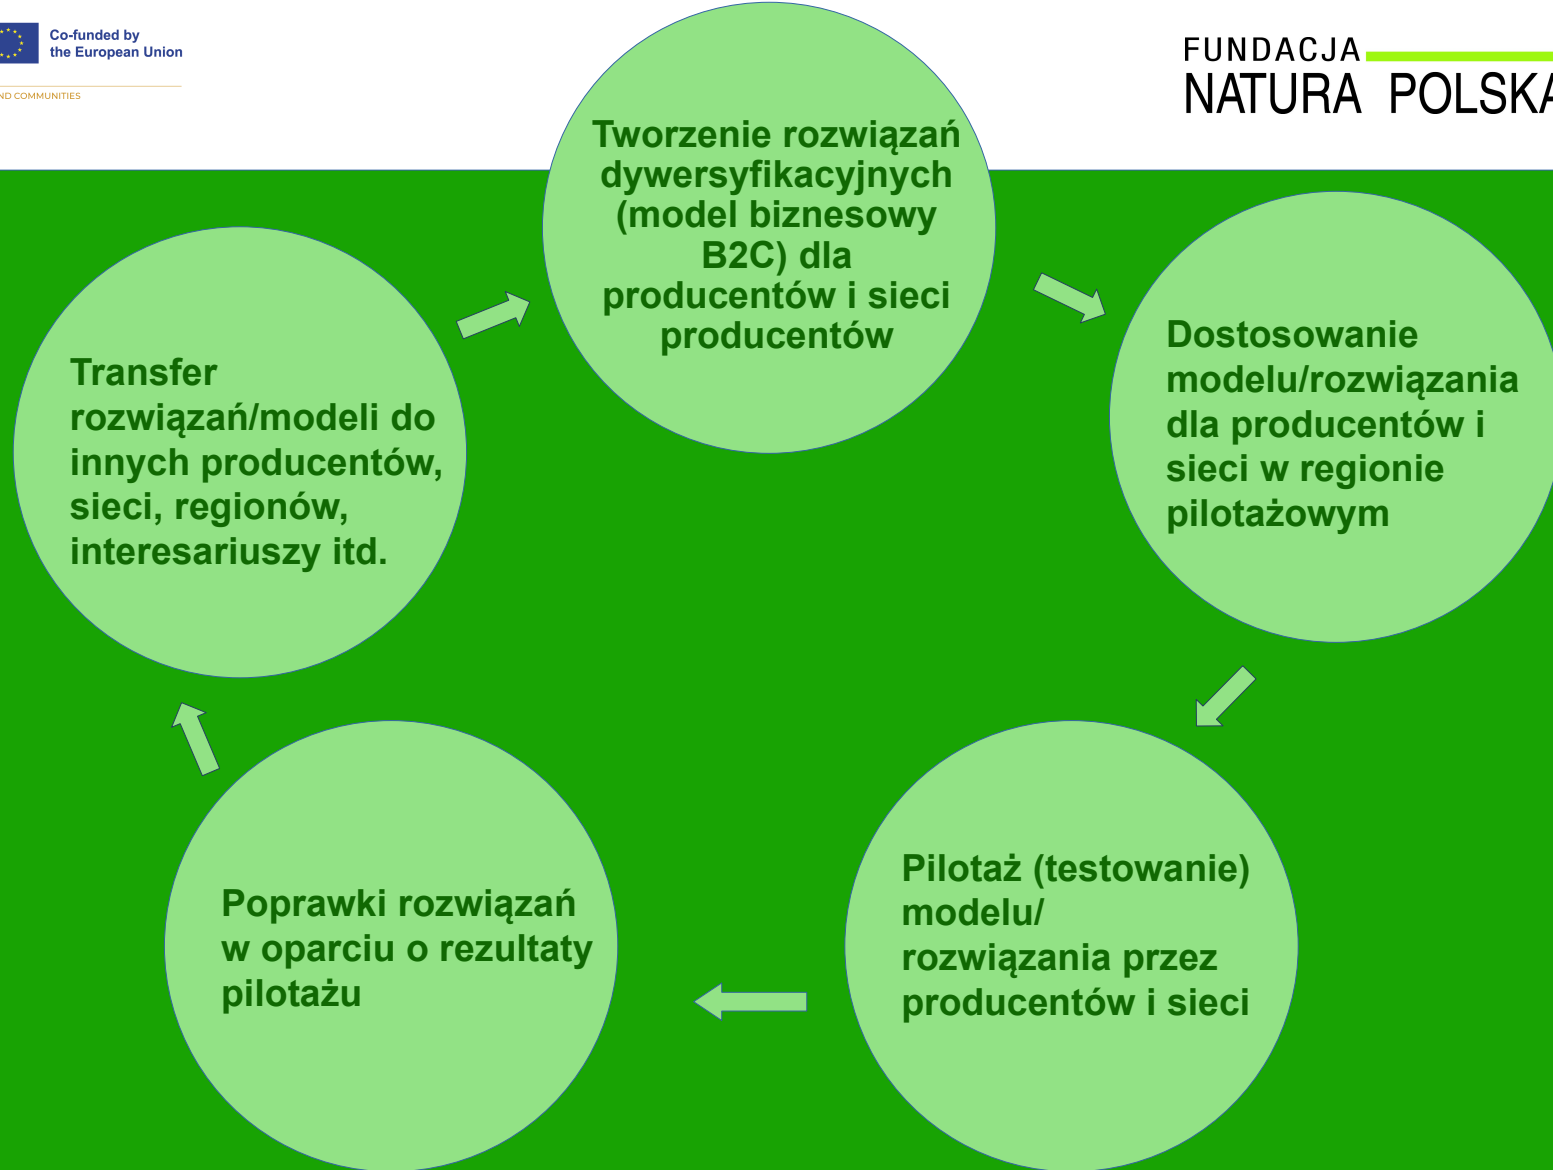 Co-funded by
the European Union
ND COMMUNITIES
FUNDACJA
NATURA POLSKA
Tworzenie rozwiązań
dywersyfikacyjnych
(model biznesowy
B2C) dla
producentów i sieci
producentów
Dostosowanie
modelu/rozwiązania
dla producentów i
sieci w regionie
pilotażowym
Pilotaż (testowanie)
modelu/
rozwiązania przez
producentów i sieci
Poprawki rozwiązań
w oparciu o rezultaty
pilotażu
Transfer
rozwiązań/modeli do
innych producentów,
sieci, regionów,
interesariuszy itd.